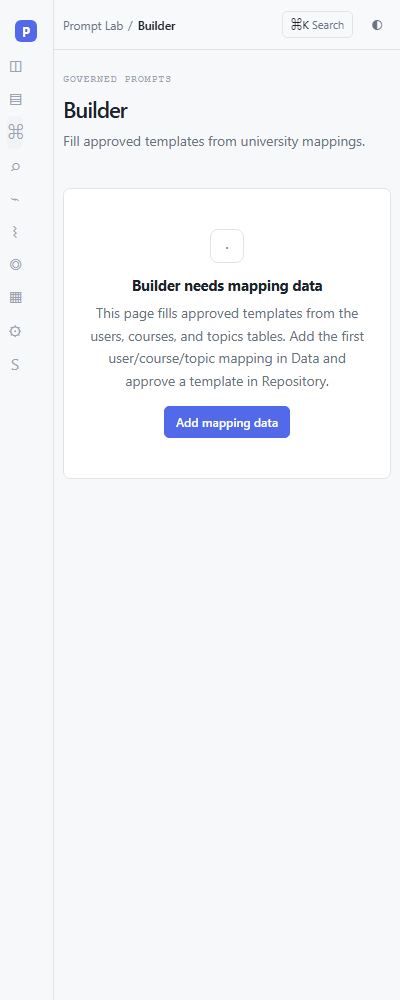 P
Prompt Lab / Builder
⌘K Search
GOVERNED PROMPTS
Builder
Fill approved templates from university mappings.
Builder needs mapping data
This page fills approved templates from the
users, courses, and topics tables. Add the first
user/course/topic mapping in Data and
approve a template in Repository.
Add mapping data
S